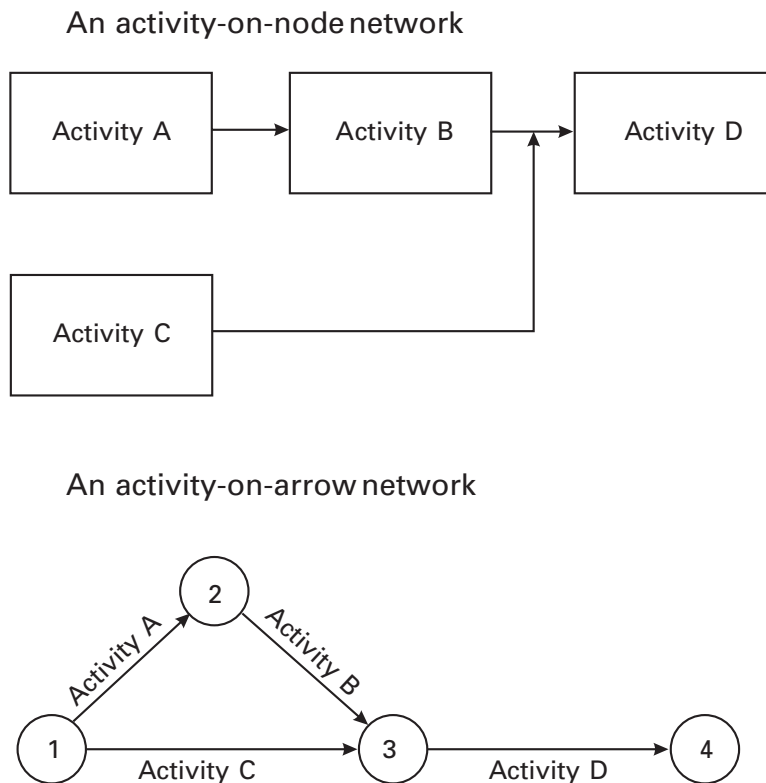 An activity-on-node network
Activity A
Activity B
Activity D
Activity C
An activity-on-arrow network
2
Activity A
Activity B
1
3
4
Activity C
Activity D